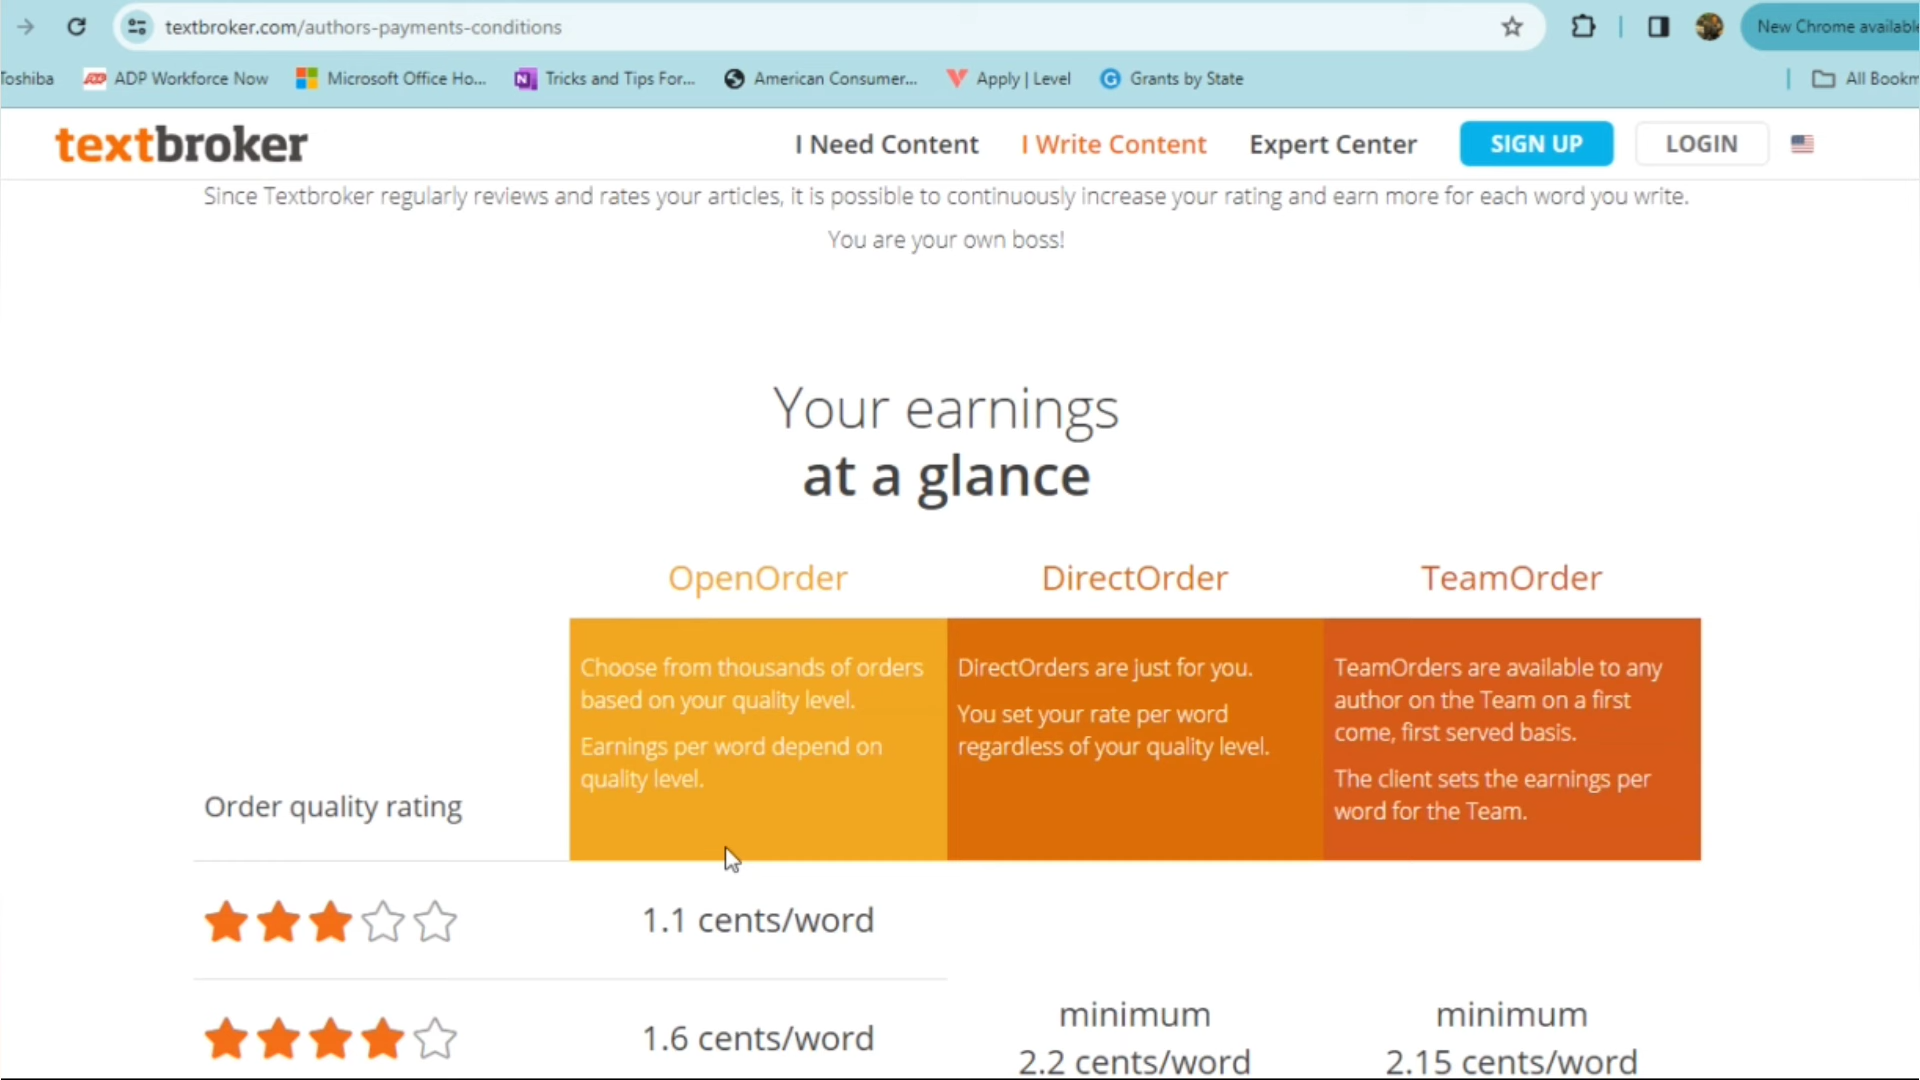 textbroker.com/authors-payments-conditions
New Chrome available
Toshiba
ADP Workforce Now
Microsoft Office Ho...
Tricks and Tips For...
American Consumer...
Apply | Level
Grants by State
All Bookm
textbroker
I Need Content
I Write Content
Expert Center
SIGN UP
LOGIN
Since Textbroker regularly reviews and rates your articles, it is possible to continuously increase your rating and earn more for each word you write.
You are your own boss!
Your earnings
at a glance
OpenOrder
DirectOrder
TeamOrder
Order quality rating
Choose from thousands of orders
based on your quality level.
Earnings per word depend on
quality level.
DirectOrders are just for you.
You set your rate per word
regardless of your quality level.
TeamOrders are available to any
author on the Team on a first
come, first served basis.
The client sets the earnings per
word for the Team.
1.1 cents/word
1.6 cents/word
minimum
2.2 cents/word
minimum
2.15 cents/word